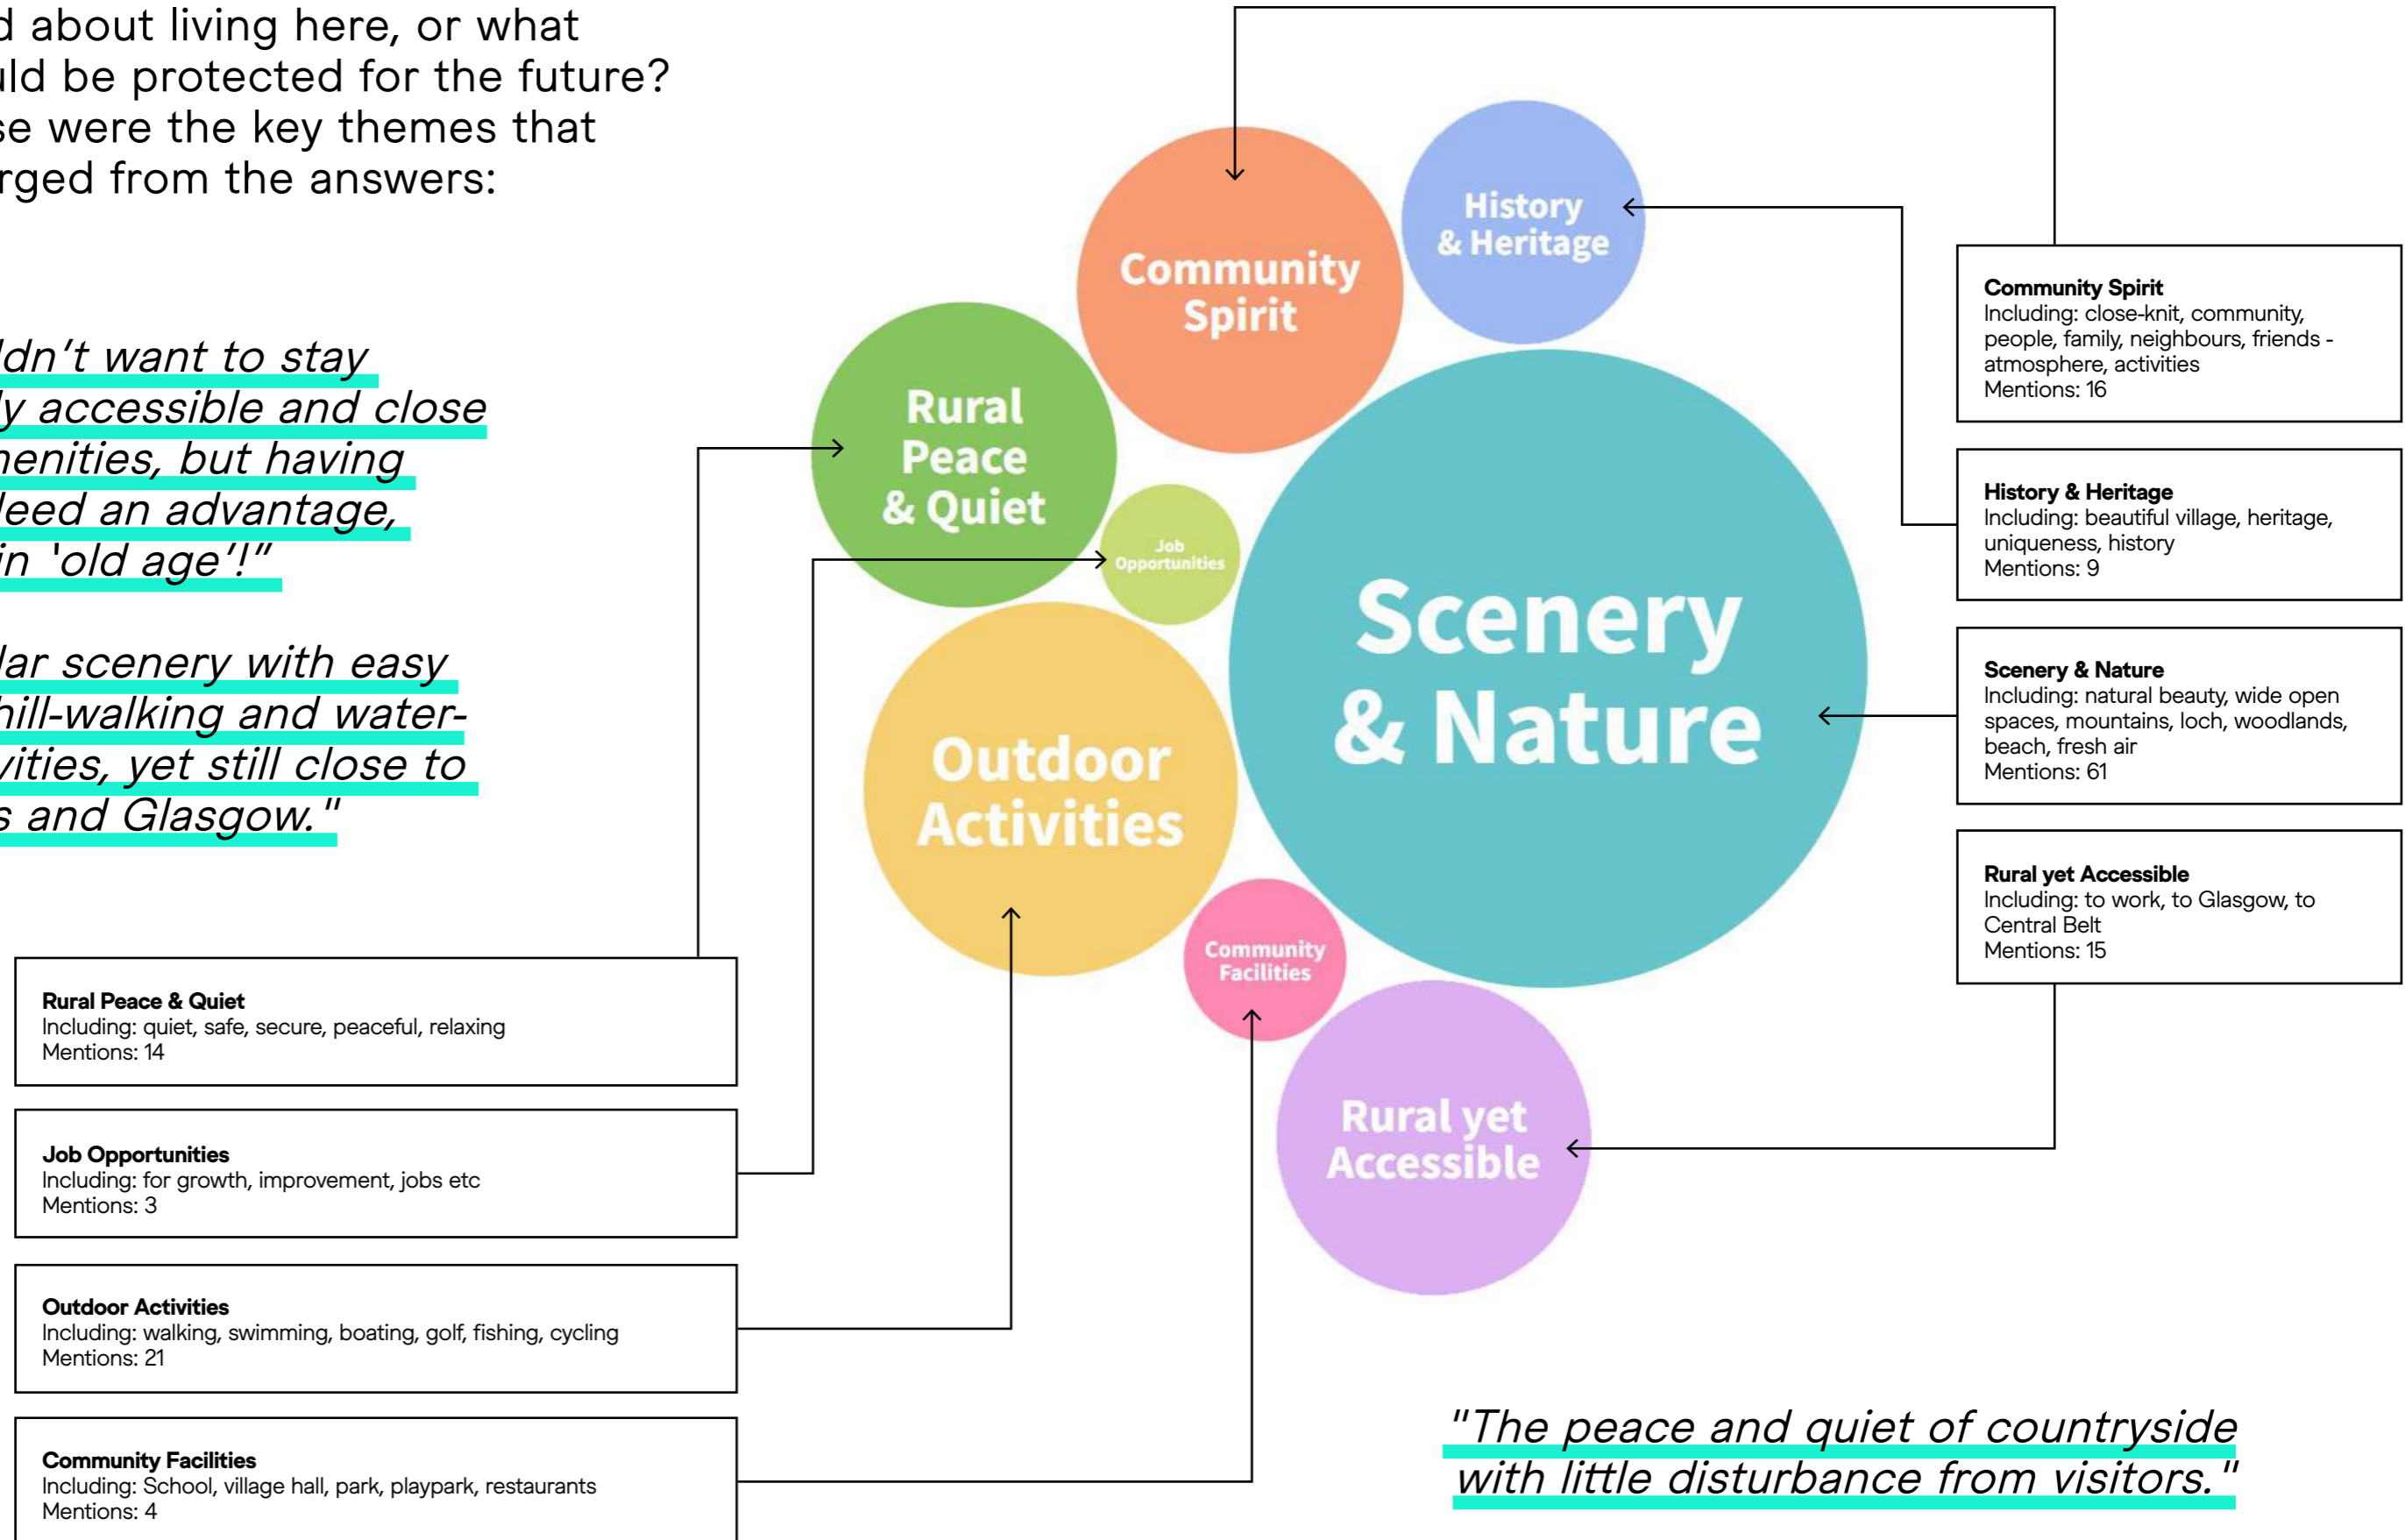 d about living here, or what
uld be protected for the future?
se were the key themes that
rged from the answers:
ldn't want to stay
ly accessible and close
nenities, but having
leed an advantage,
in 'old age'!"
lar scenery with easy
hill-walking and water-
vities, yet still close to
s and Glasgow."
Community
Spirit
History
& Heritage
Rural
Peace
& Quiet
Job
Opportunities
Scenery
& Nature
Outdoor
Activities
Community
Facilities
Rural yet
Accessible
Community Spirit
Including: close-knit, community,
people, family, neighbours, friends -
atmosphere, activities
Mentions: 16
History & Heritage
Including: beautiful village, heritage,
uniqueness, history
Mentions: 9
Scenery & Nature
Including: natural beauty, wide open
spaces, mountains, loch, woodlands,
beach, fresh air
Mentions: 61
Rural yet Accessible
Including: to work, to Glasgow, to
Central Belt
Mentions: 15
Rural Peace & Quiet
Including: quiet, safe, secure, peaceful, relaxing
Mentions: 14
Job Opportunities
Including: for growth, improvement, jobs etc
Mentions: 3
Outdoor Activities
Including: walking, swimming, boating, golf, fishing, cycling
Mentions: 21
Community Facilities
Including: School, village hall, park, playpark, restaurants
Mentions: 4
"The peace and quiet of countryside
with little disturbance from visitors."